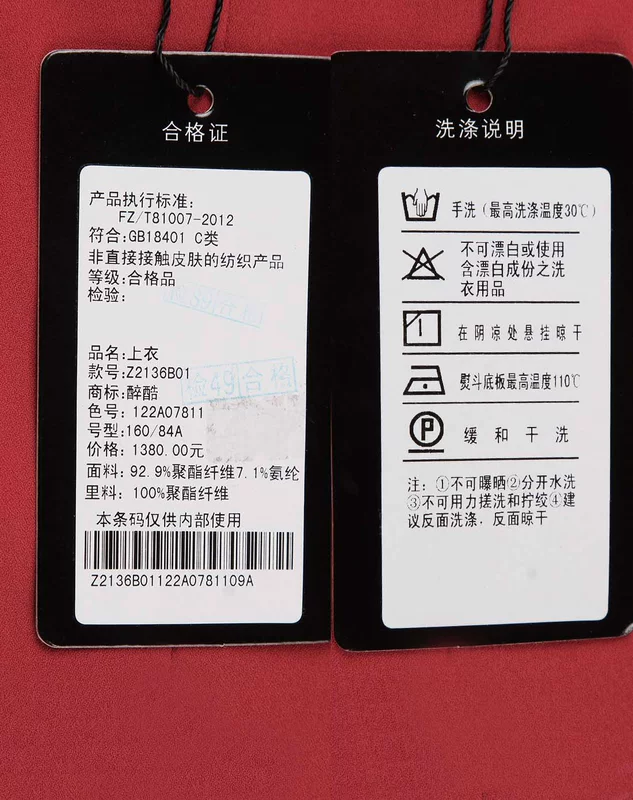 合格证
产品执行标准:
FZ/T81007-2012
符合:GB18401 C类
非直接接触皮肤的纺织产品
等级:合格品
检验:
品名:上衣
款号:Z2136B01
检49合格
商标:醉酷
色号:122A07811
号型:160/84A
价格:1380.00元
面料:92.9%聚酯纤维7.1%氨纶
里料:100%聚酯纤维
本条码仅供内部使用
Z2136B01122A0781109A
洗涤说明
手洗(最高洗涤温度30℃)
不可漂白或使用
含漂白成份之洗
衣用品
在阴凉处悬挂晾干
熨斗底板最高温度110℃
P
缓和干洗
注:①不可曝晒②分开水洗
③不可用力搓洗和拧绞④建
议反面洗涤.反面晾干